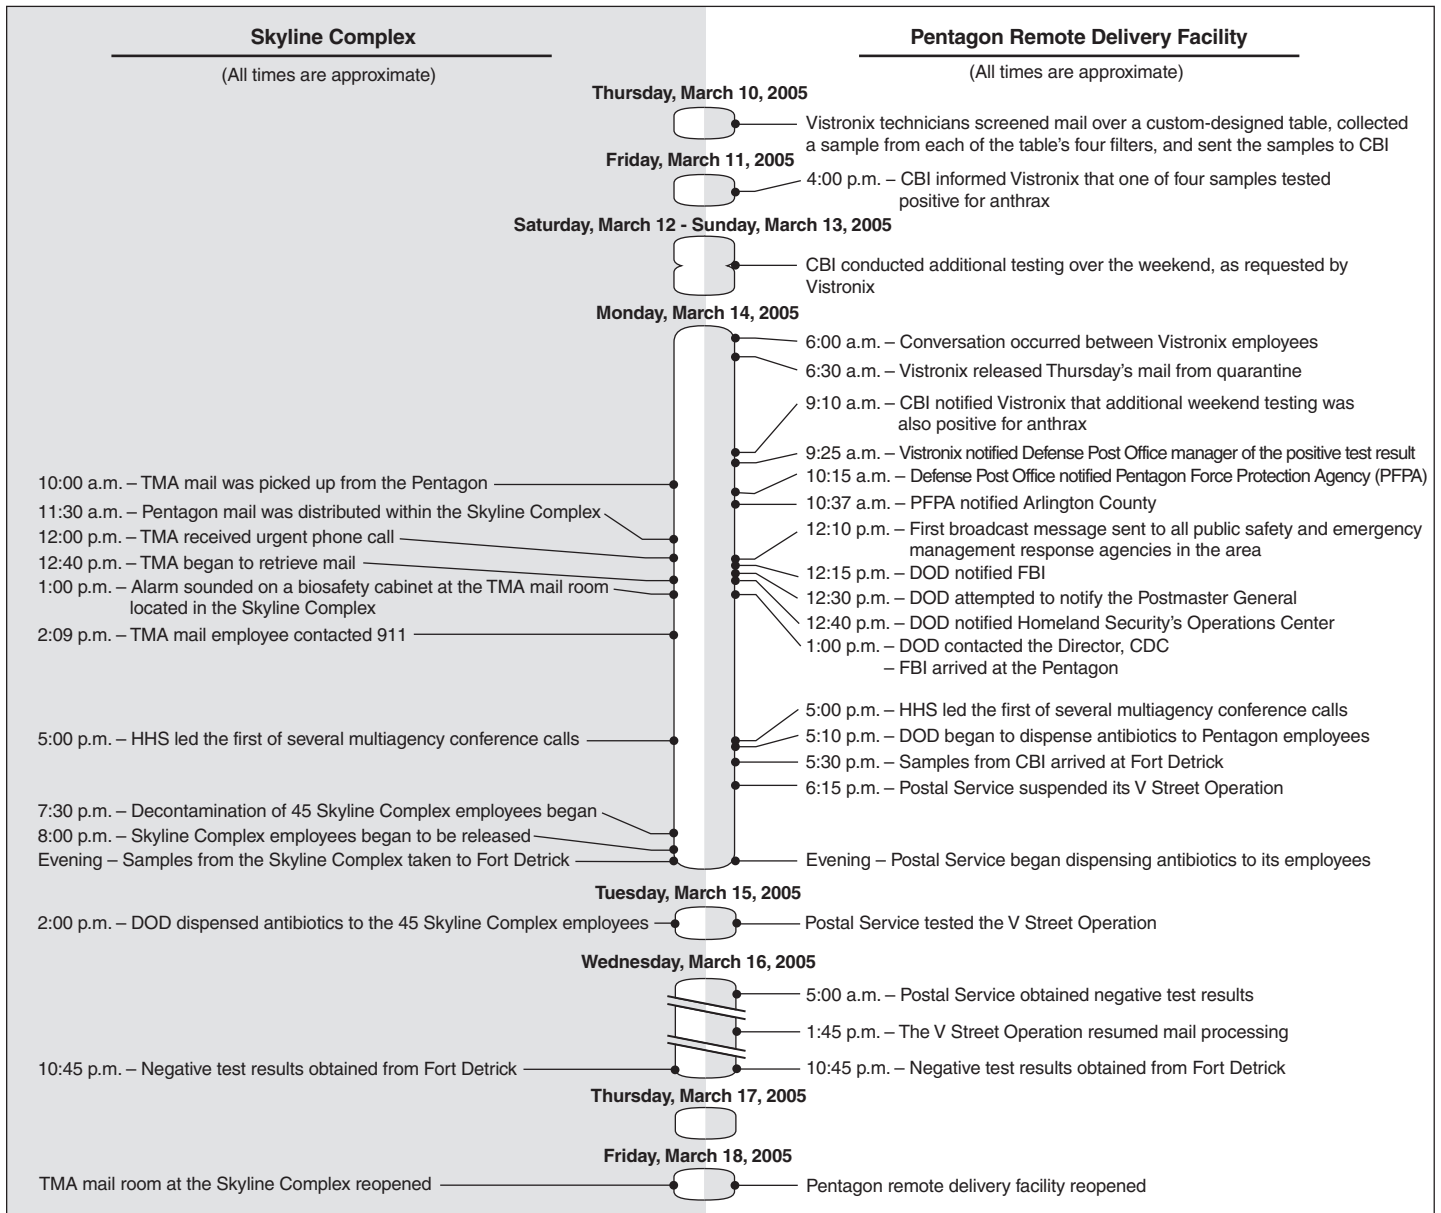 Skyline Complex
(All times are approximate)
Pentagon Remote Delivery Facility
(All times are approximate)
Thursday, March 10, 2005
Vistronix technicians screened mail over a custom-designed table, collected
a sample from each of the table's four filters, and sent the samples to CBI
Friday, March 11, 2005
4:00 p.m. – CBI informed Vistronix that one of four samples tested
positive for anthrax
Saturday, March 12 - Sunday, March 13, 2005
CBI conducted additional testing over the weekend, as requested by
Vistronix
Monday, March 14, 2005
6:00 a.m. – Conversation occurred between Vistronix employees
6:30 a.m. – Vistronix released Thursday's mail from quarantine
9:10 a.m. – CBI notified Vistronix that additional weekend testing was
also positive for anthrax
9:25 a.m. – Vistronix notified Defense Post Office manager of the positive test result
10:00 a.m. – TMA mail was picked up from the Pentagon
10:15 a.m. – Defense Post Office notified Pentagon Force Protection Agency (PFPA)
10:37 a.m. – PFPA notified Arlington County
11:30 a.m. – Pentagon mail was distributed within the Skyline Complex
12:00 p.m. – TMA received urgent phone call
12:10 p.m. – First broadcast message sent to all public safety and emergency
management response agencies in the area
12:40 p.m. – TMA began to retrieve mail
12:15 p.m. – DOD notified FBI
1:00 p.m. – Alarm sounded on a biosafety cabinet at the TMA mail room
located in the Skyline Complex
12:30 p.m. – DOD attempted to notify the Postmaster General
12:40 p.m. – DOD notified Homeland Security's Operations Center
2:09 p.m. – TMA mail employee contacted 911
1:00 p.m. – DOD contacted the Director, CDC
– FBI arrived at the Pentagon
5:00 p.m. – HHS led the first of several multiagency conference calls
5:00 p.m. – HHS led the first of several multiagency conference calls
5:10 p.m. – DOD began to dispense antibiotics to Pentagon employees
5:30 p.m. – Samples from CBI arrived at Fort Detrick
6:15 p.m. – Postal Service suspended its V Street Operation
7:30 p.m. – Decontamination of 45 Skyline Complex employees began
8:00 p.m. – Skyline Complex employees began to be released
Evening – Samples from the Skyline Complex taken to Fort Detrick
Evening – Postal Service began dispensing antibiotics to its employees
Tuesday, March 15, 2005
2:00 p.m. – DOD dispensed antibiotics to the 45 Skyline Complex employees
Postal Service tested the V Street Operation
Wednesday, March 16, 2005
5:00 a.m. – Postal Service obtained negative test results
1:45 p.m. – The V Street Operation resumed mail processing
10:45 p.m. – Negative test results obtained from Fort Detrick
10:45 p.m. – Negative test results obtained from Fort Detrick
Thursday, March 17, 2005
Friday, March 18, 2005
TMA mail room at the Skyline Complex reopened
Pentagon remote delivery facility reopened